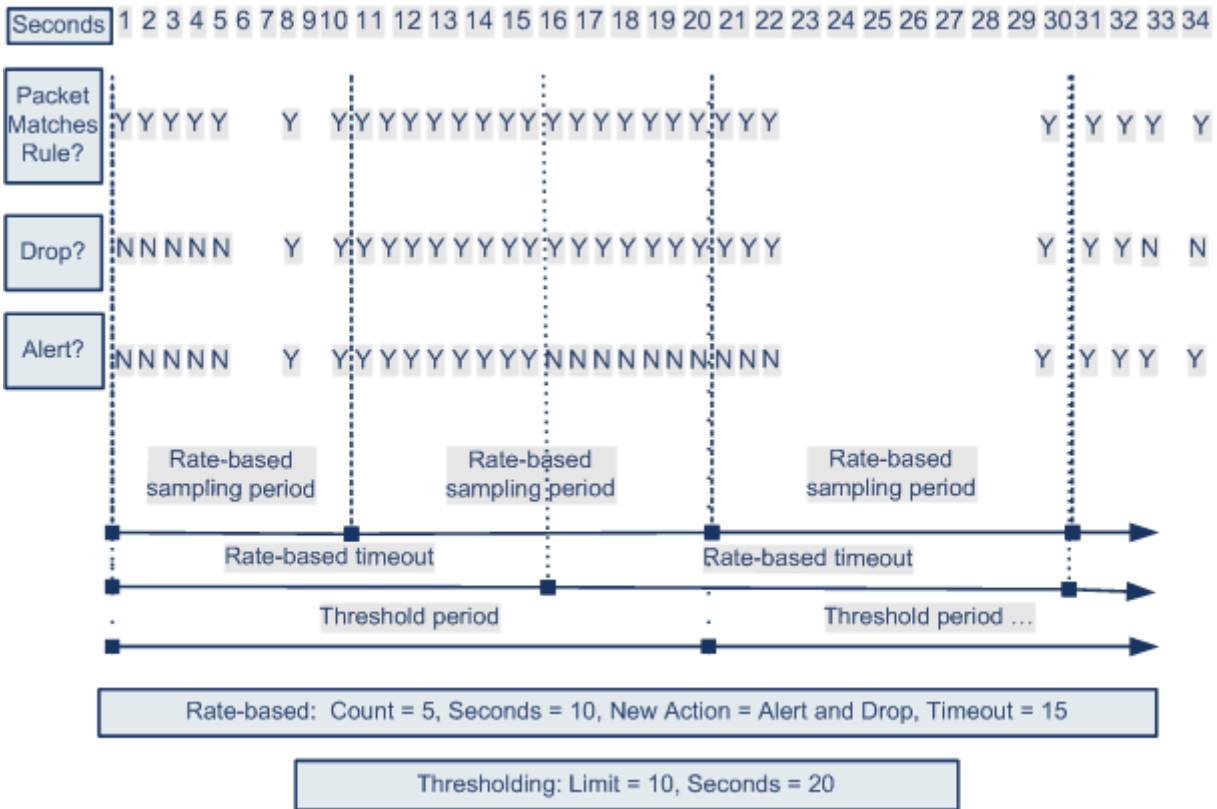 Seconds 1 2 3 4 5 6 7 8 9 10 11 12 13 14 15 16 17 18 19 20 21 22 23 24 25 26 27 28 29 30 31 32 33 34
Packet
Matches
Rule?
Y Y Y Y Y Y Y Y Y Y Y Y Y Y Y Y Y Y Y Y Y Y Y Y
Drop?
N N N N N Y Y Y Y Y Y Y Y Y Y Y Y Y Y Y Y Y Y N N
Alert?
N N N N N Y Y Y Y Y Y Y Y N N N N N N N Y Y Y Y Y
Rate-based
sampling period
Rate-based
sampling period
Rate-based
sampling period
Rate-based timeout
Rate-based timeout
Threshold period
Threshold period ...
Rate-based: Count = 5, Seconds = 10, New Action = Alert and Drop, Timeout = 15
Thresholding: Limit = 10, Seconds = 20